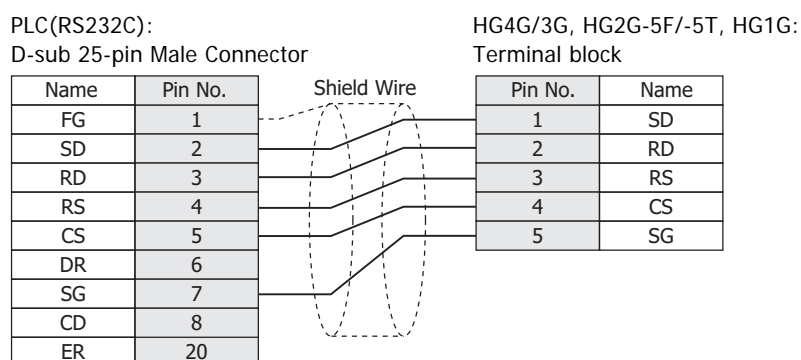 PLC(RS232C): HG4G/3G, HG2G-5F/-5T, HG1G:
D-sub 25-pin Male Connector Terminal block
Name Pin No. Shield Wire Pin No. Name
FG 1 1 SD
SD 2 2 RD
RD 3 3 RS
RS 4 4 CS
CS 5 5 SG
DR 6
SG 7
CD 8
ER 20